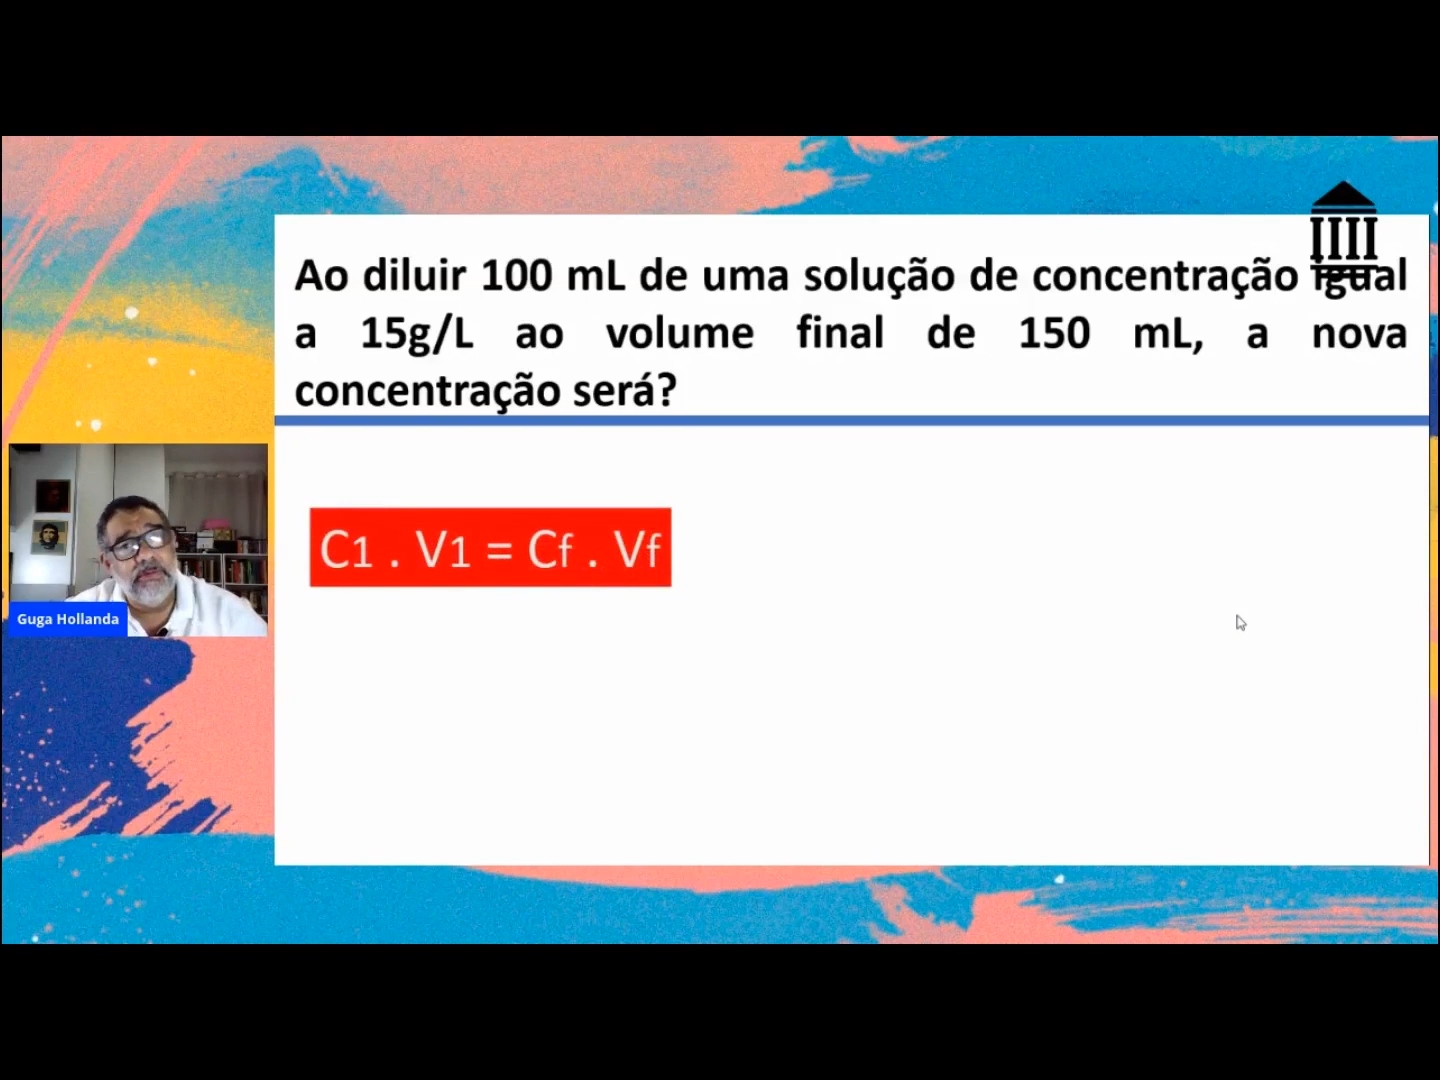 Ao diluir 100 mL de uma solução de concentração igual
a 15g/L ao volume final de 150 mL, a nova
concentração será?
C1 . V1 = Cf . Vf
Guga Hollanda